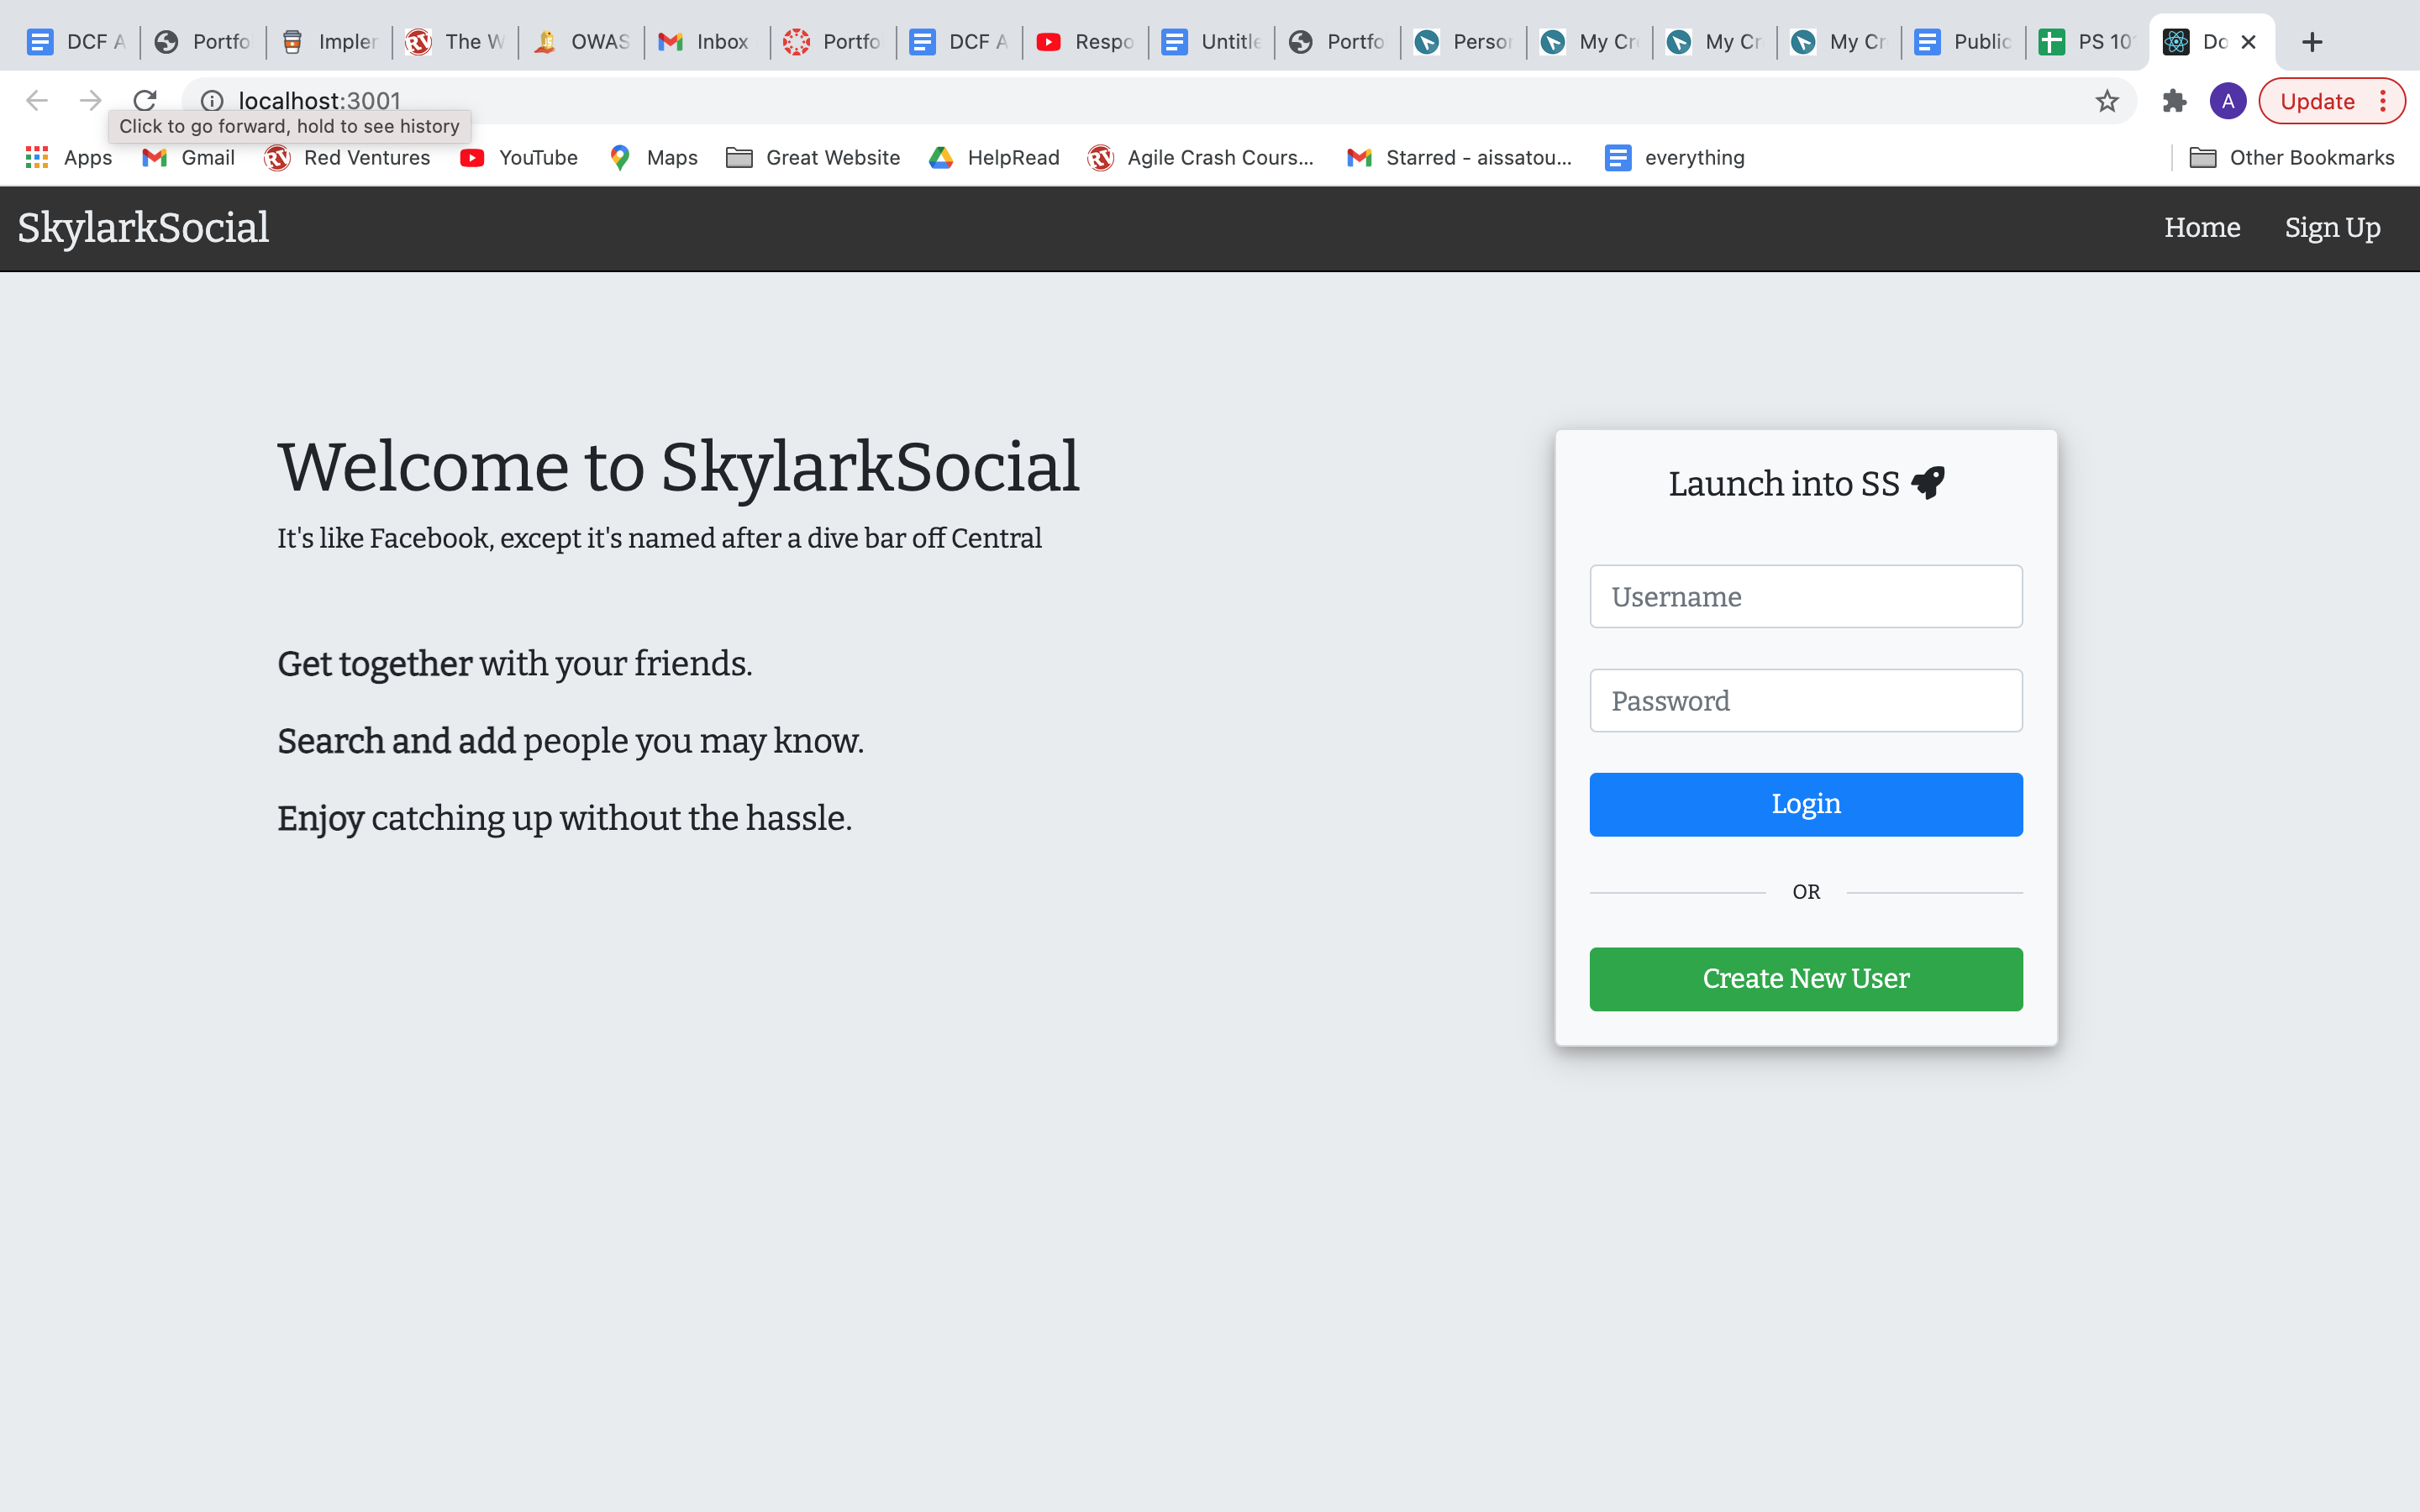 DCF A Portfo Impler The W OWAS Inbox Portfo DCF A Respo Untitle Portfo Person My Cr My Cr My Cr Public PS 10 Do
localhost:3001 A Update
Click to go forward, hold to see history
Apps Gmail Red Ventures YouTube Maps Great Website HelpRead Agile Crash Cours... Starred - aissatou... everything Other Bookmarks
SkylarkSocial Home Sign Up
Welcome to SkylarkSocial
It's like Facebook, except it's named after a dive bar off Central
Get together with your friends.
Search and add people you may know.
Enjoy catching up without the hassle.
Launch into SS
Username
Password
Login
OR
Create New User